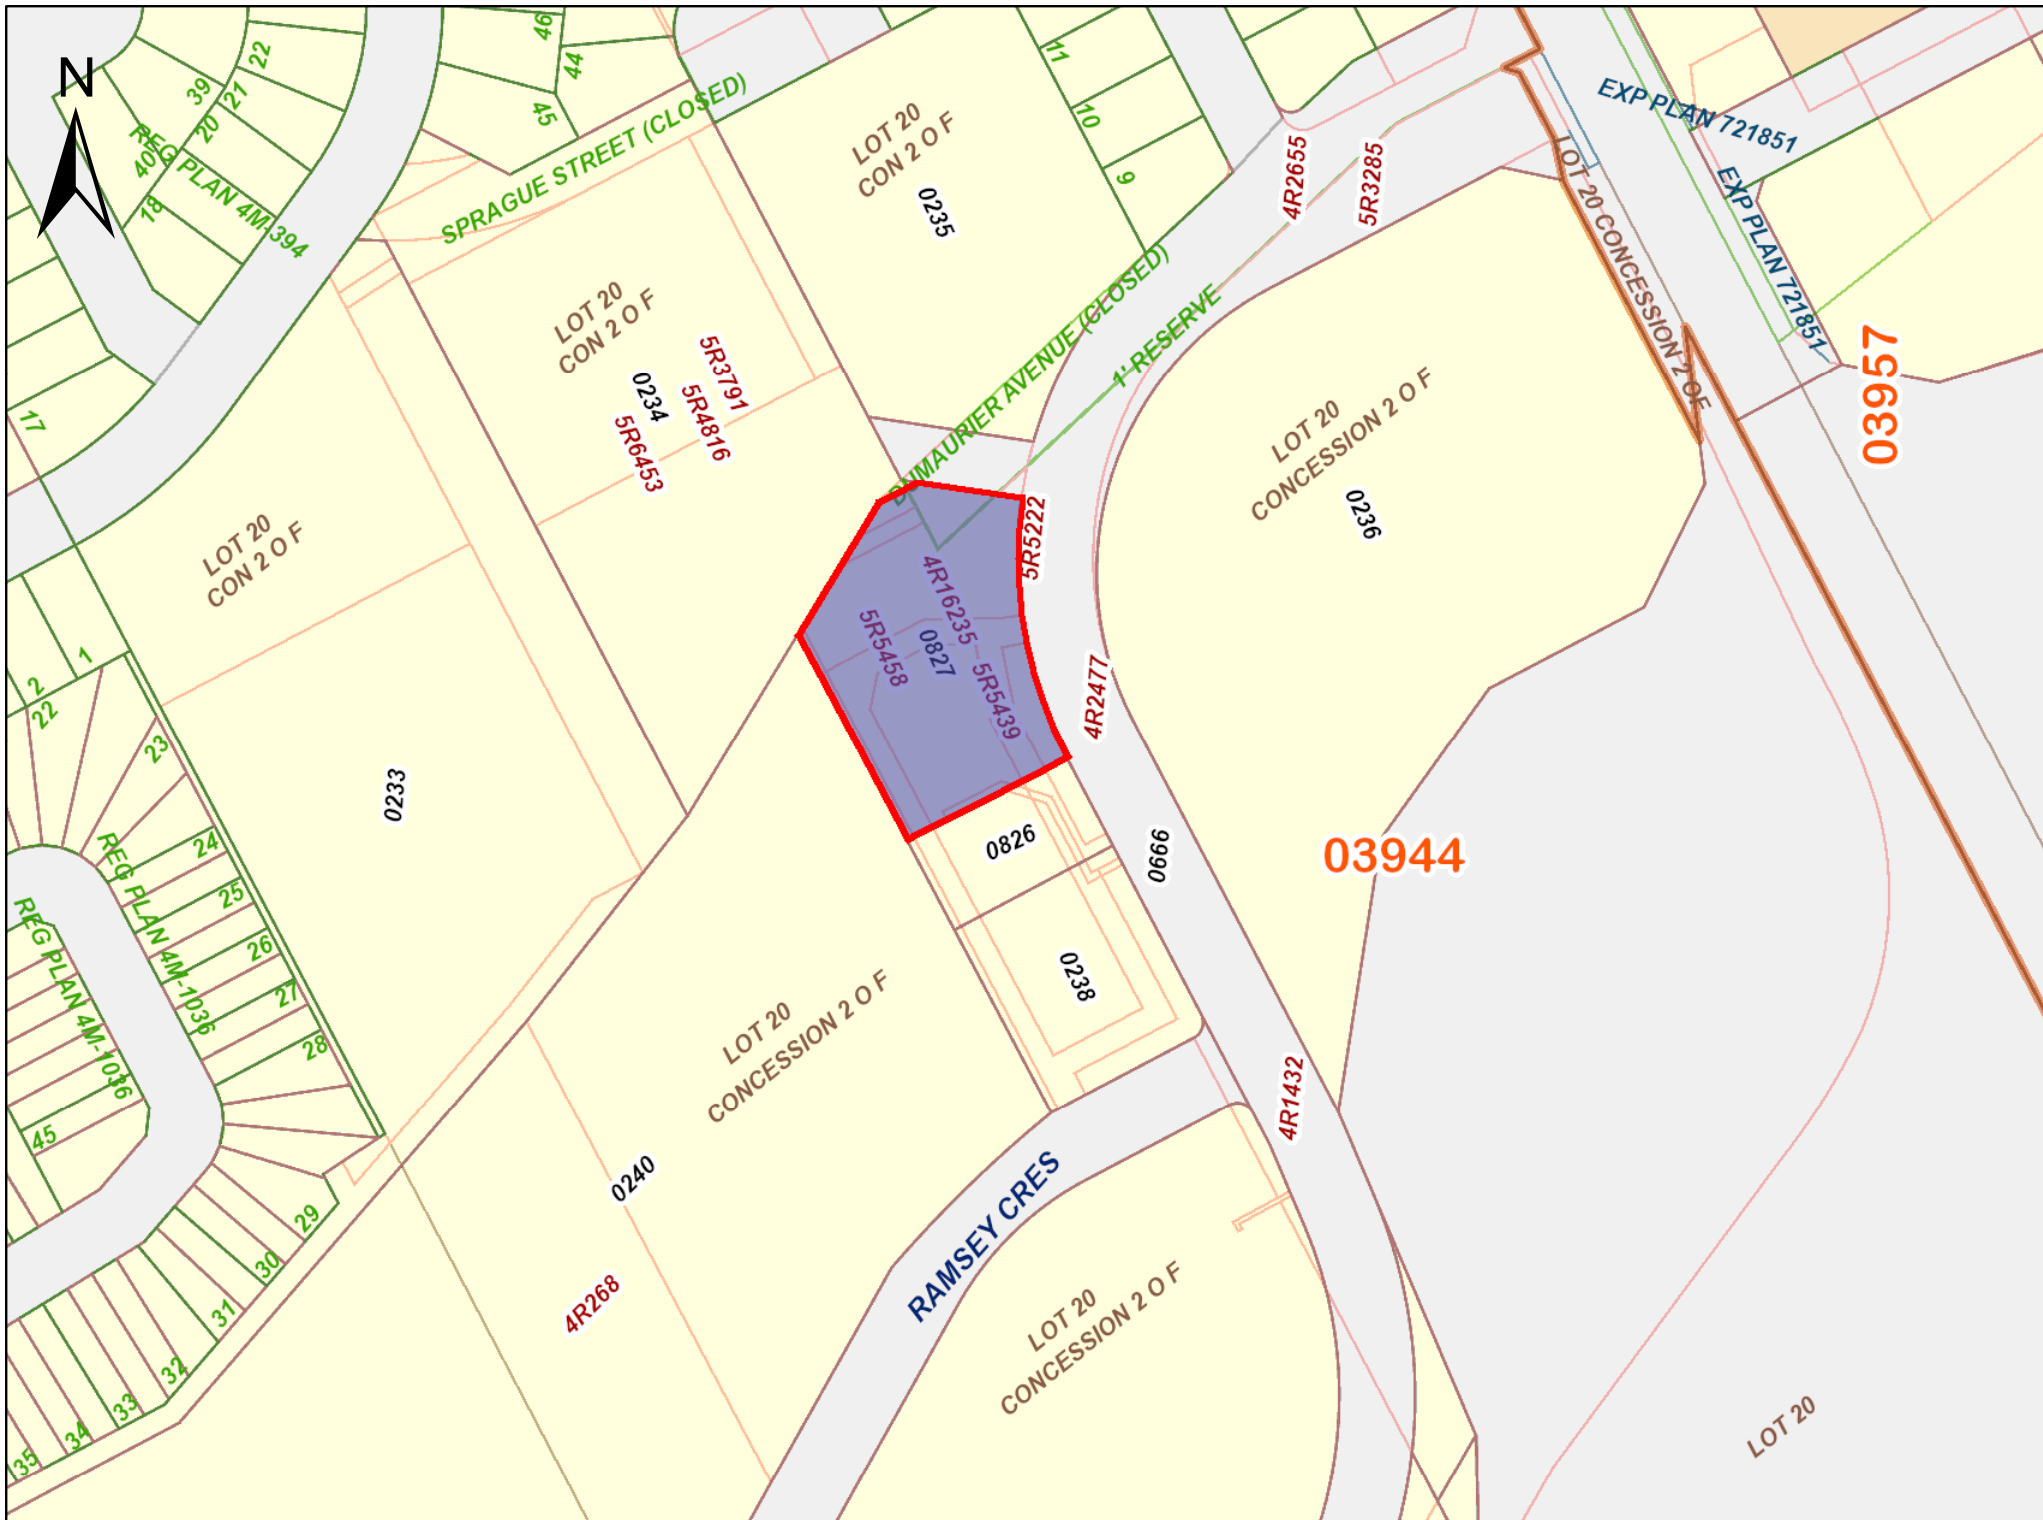 N
39
22
21
20
40
18
REG PLAN 4M-394
17
46
44
45
SPRAGUE STREET (CLOSED)
LOT 20
CON 2 O F
0235
11
10
9
4R2655
5R3285
EXP PLAN 721851
EXP PLAN 721851
LOT 20 CONCESSION 2 OF
03957
LOT 20
CON 2 O F
0234
5R3791
5R4816
5R6453
DUMAURIER AVENUE (CLOSED)
1' RESERVE
LOT 20
CONCESSION 2 O F
0236
LOT 20
CON 2 O F
0233
5R5222
4R16235
5R5458
0827
5R5439
4R2477
1
2
22
23
24
25
26
27
28
REG PLAN 4M-1036
REG PLAN 4M-1036
45
29
30
31
32
33
34
35
0826
0666
03944
0238
LOT 20
CONCESSION 2 O F
0240
4R268
4R1432
RAMSEY CRES
LOT 20
CONCESSION 2 O F
LOT 20